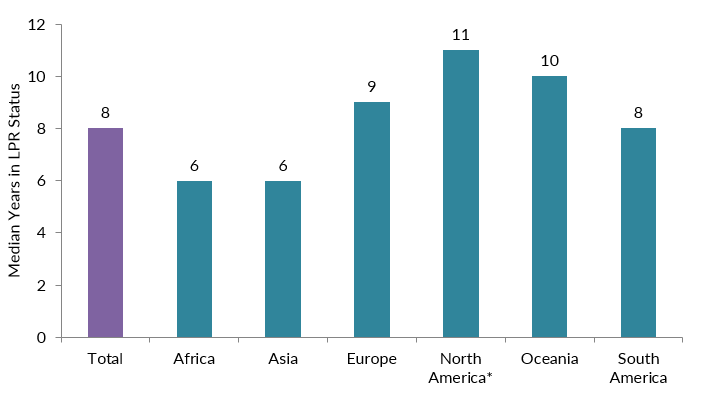 12
10
8
6
4
2
0
Median Years in LPR Status
8
6
6
9
11
10
8
Total
Africa
Asia
Europe
North
America*
Oceania
South
America